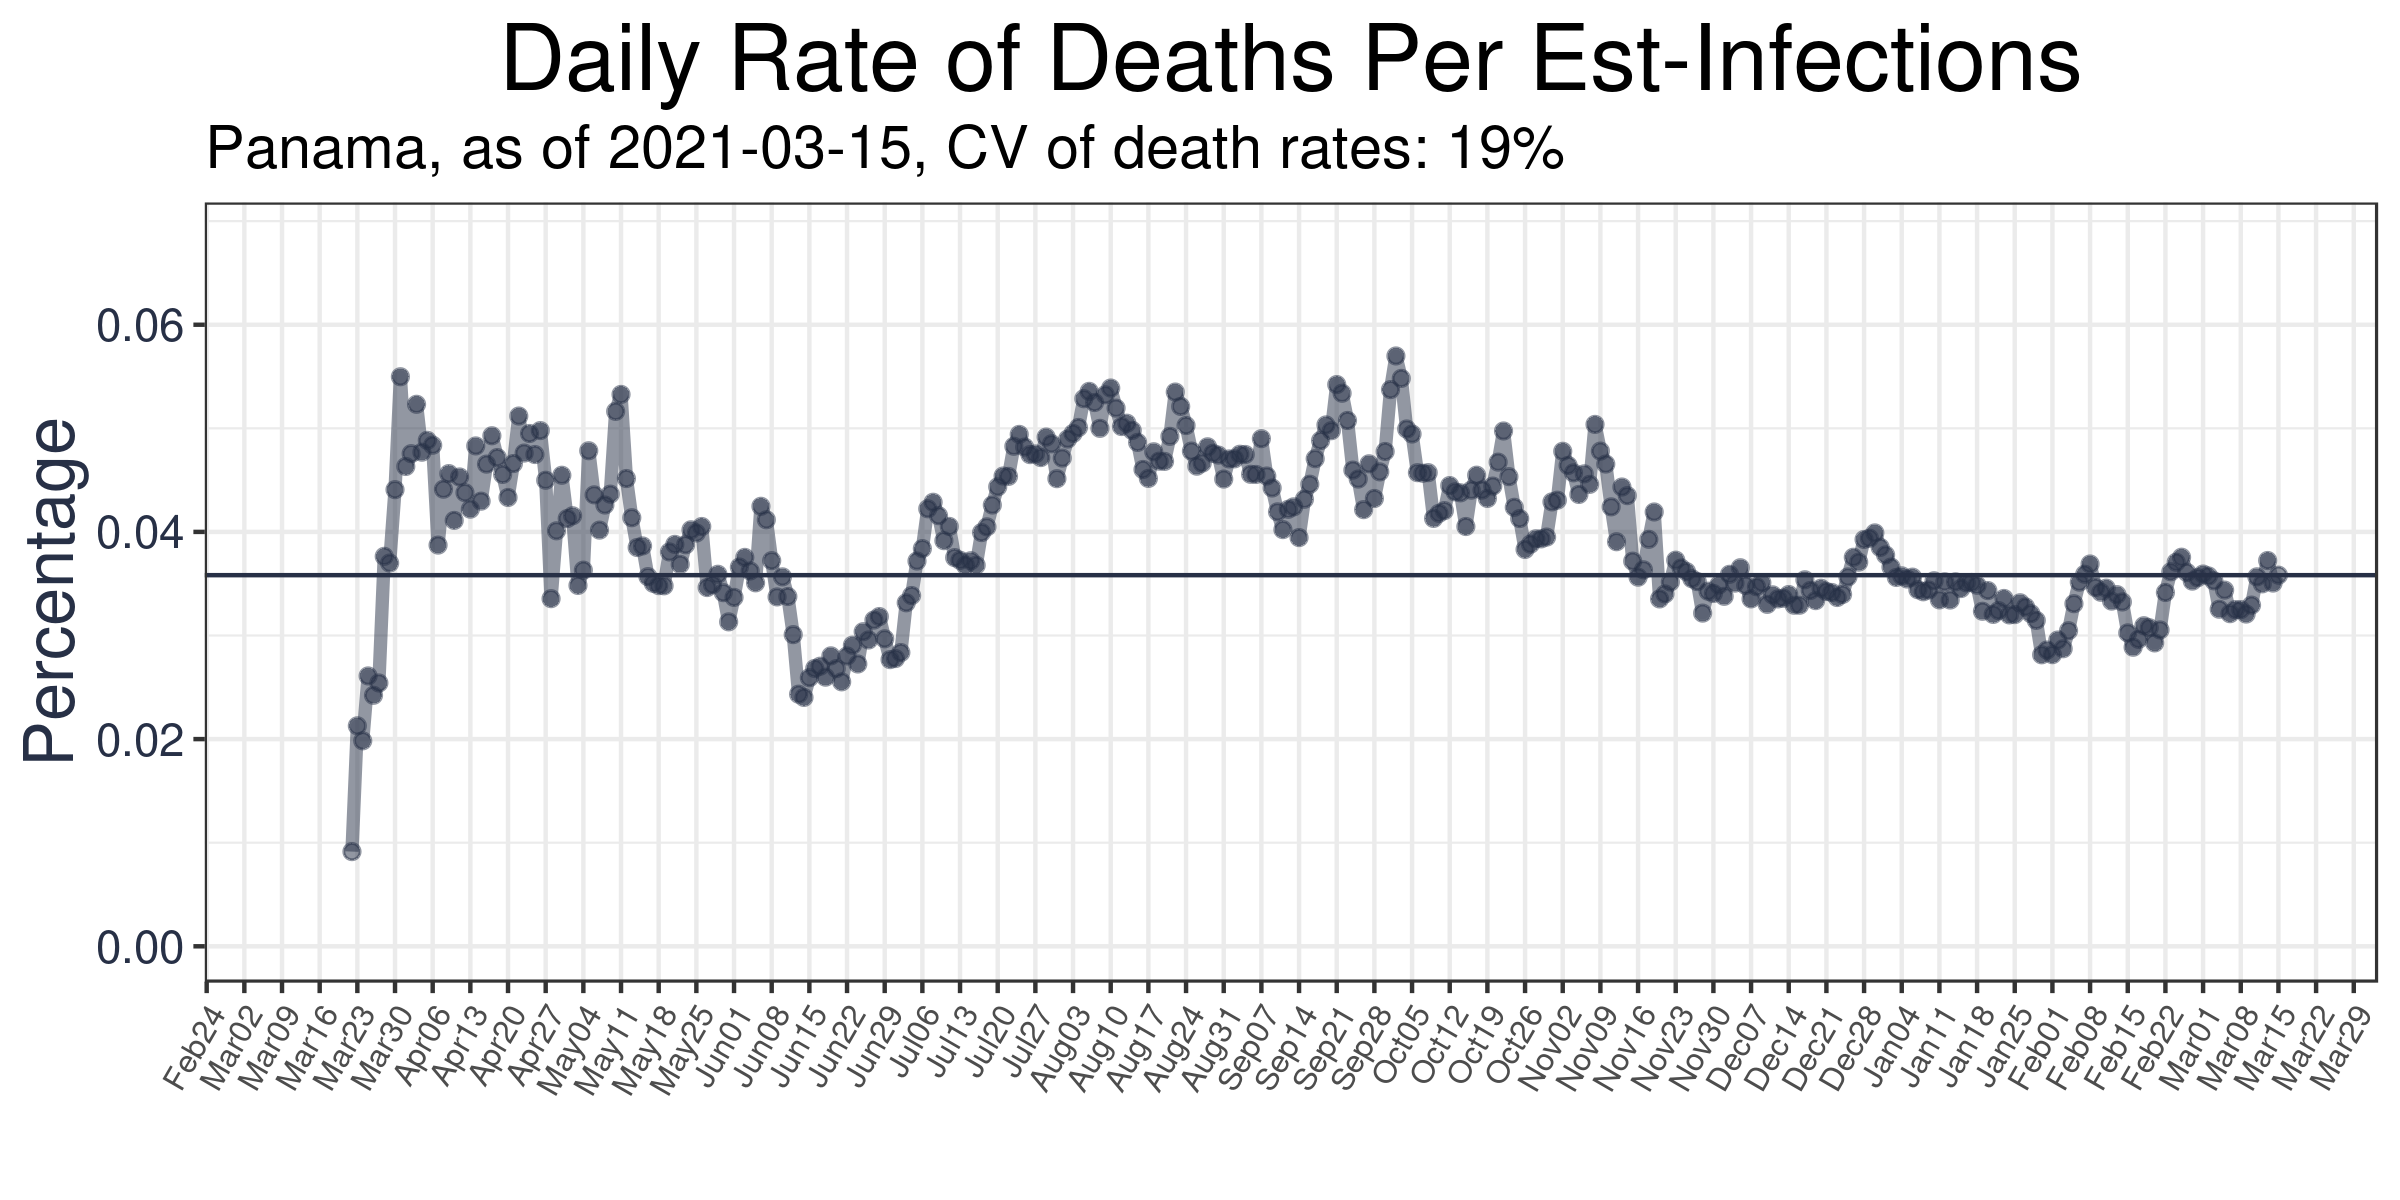 Daily Rate of Deaths Per Est-Infections
Panama, as of 2021-03-15, CV of death rates: 19%
Percentage
0.06
0.04
0.02
0.00
Feb24
Mar02
Mar09
Mar16
Mar23
Mar30
Apr06
Apr13
Apr20
Apr27
May04
May11
May18
May25
Jun01
Jun08
Jun15
Jun22
Jun29
Jul06
Jul13
Jul20
Jul27
Aug03
Aug10
Aug17
Aug24
Aug31
Sep07
Sep14
Sep21
Sep28
Oct05
Oct12
Oct19
Oct26
Nov02
Nov09
Nov16
Nov23
Nov30
Dec07
Dec14
Dec21
Dec28
Jan04
Jan11
Jan18
Jan25
Feb01
Feb08
Feb15
Feb22
Mar01
Mar08
Mar15
Mar22
Mar29